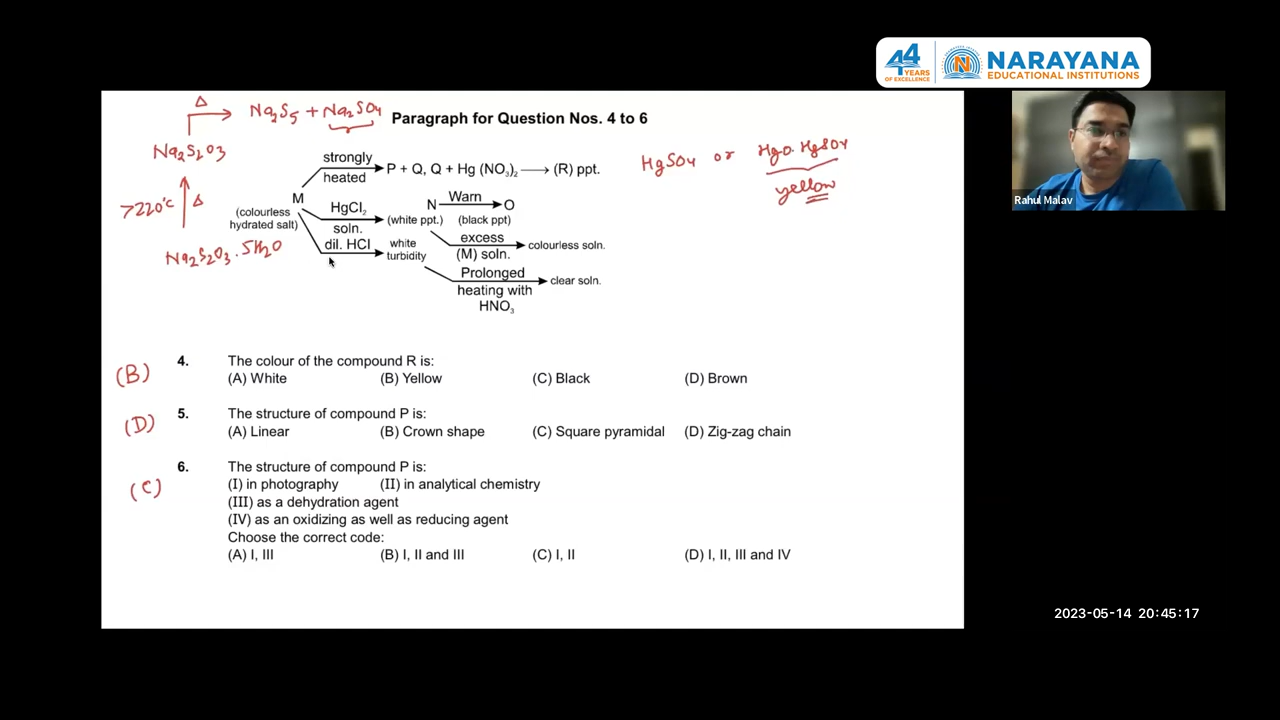 44
YEARS
OF EXCELLENCE
N
NARAYANA
EDUCATIONAL INSTITUTIONS
Rahul Malav
Δ
Na2S5 + Na2SO4
Paragraph for Question Nos. 4 to 6
Na2S2O3
HgSO4 or HgO.HgSO4
yellow
strongly
heated
P + Q, Q + Hg (NO3)2 ⟶ (R) ppt.
>220°C Δ
M
(colourless
hydrated salt)
HgCl2
soln.
N Warn O
(white ppt.) (black ppt)
Na2S2O3.5H2O
dil. HCl
white
turbidity
excess
(M) soln.
colourless soln.
Prolonged
heating with
HNO3
clear soln.
(B) 4. The colour of the compound R is:
(A) White (B) Yellow (C) Black (D) Brown
(D) 5. The structure of compound P is:
(A) Linear (B) Crown shape (C) Square pyramidal (D) Zig-zag chain
(C) 6. The structure of compound P is:
(I) in photography (II) in analytical chemistry
(III) as a dehydration agent
(IV) as an oxidizing as well as reducing agent
Choose the correct code:
(A) I, III (B) I, II and III (C) I, II (D) I, II, III and IV
2023-05-14 20:45:17